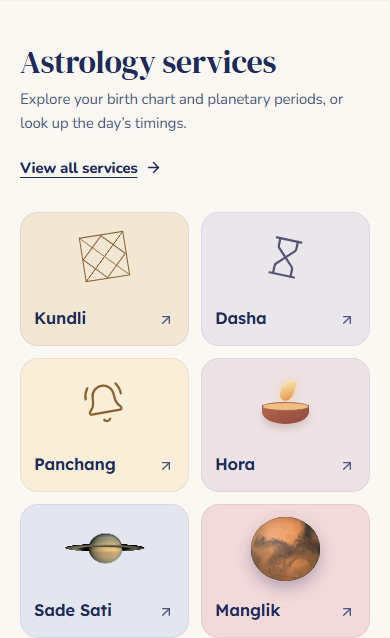 Astrology services
Explore your birth chart and planetary periods, or
look up the day’s timings.
View all services
Kundli
Dasha
Panchang
Hora
Sade Sati
Manglik